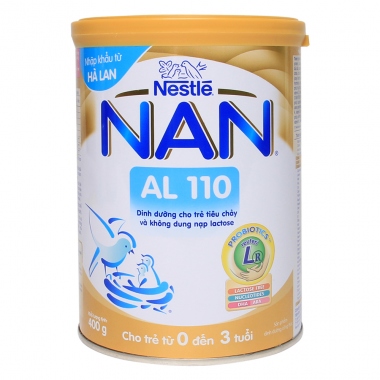 Nhập khẩu từ
HÀ LAN
Nestlé
NAN
AL 110
Dinh dưỡng cho trẻ tiêu chảy
và không dung nạp lactose
PROBIOTICS
LR
LACTOSE FREE
NUCLEOTIDES
DHA - ARA
400 g
Cho trẻ từ 0 đến 3 tuổi